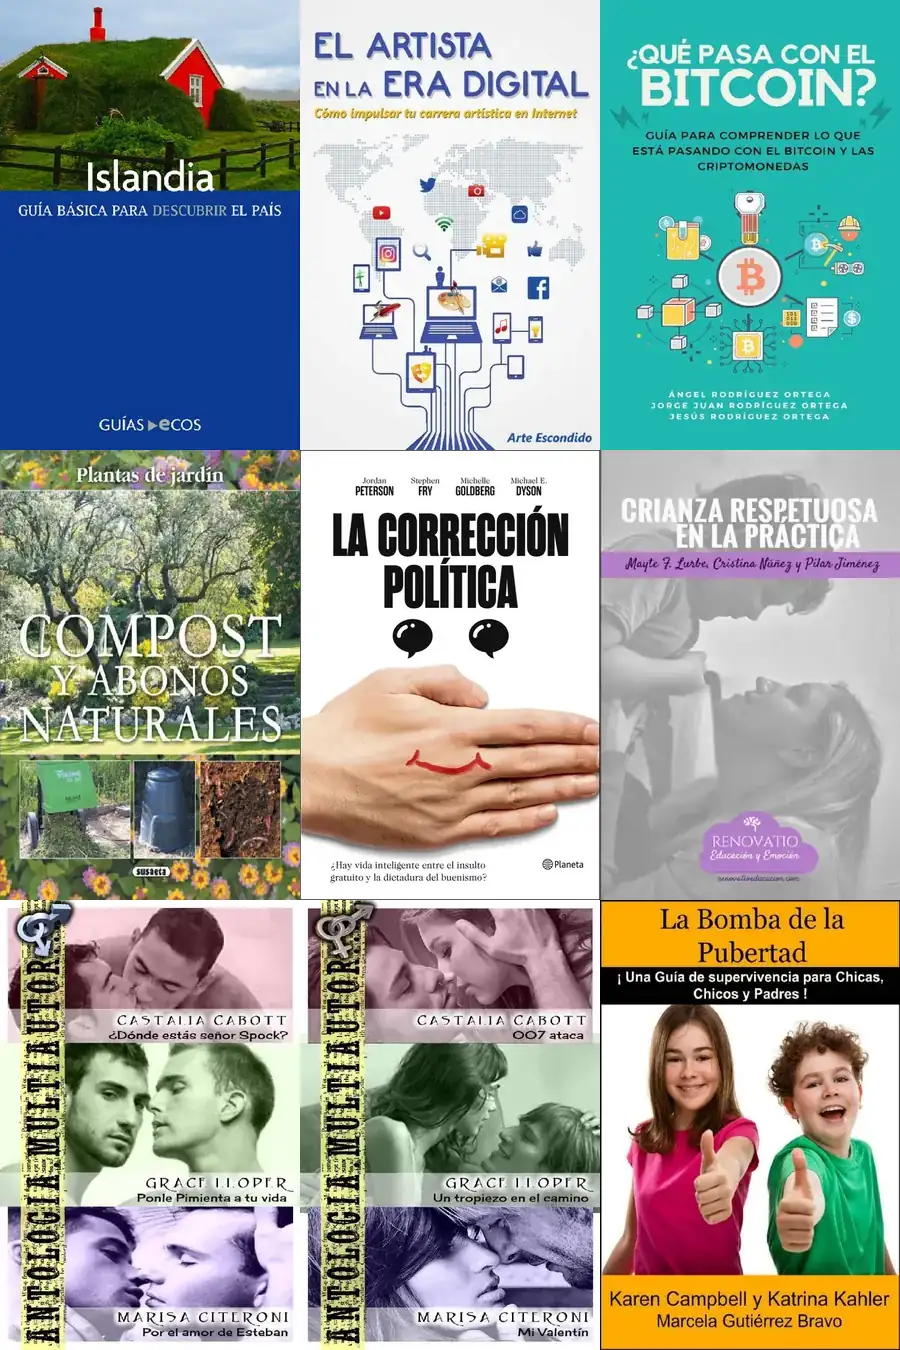 Islandia
GUÍA BÁSICA PARA DESCUBRIR EL PAÍS
GUÍAS eCOS
EL ARTISTA
EN LA ERA DIGITAL
Cómo impulsar tu carrera artística en Internet
Arte Escondido
¿QUÉ PASA CON EL
BITCOIN?
GUÍA PARA COMPRENDER LO QUE
ESTÁ PASANDO CON EL BITCOIN Y LAS
CRIPTOMONEDAS
ÁNGEL RODRÍGUEZ ORTEGA
JORGE JUAN RODRÍGUEZ ORTEGA
JESÚS RODRÍGUEZ ORTEGA
Plantas de jardín
COMPOST
Y ABONOS
NATURALES
susaeta
Jordan
PETERSON
Stephen
FRY
Michelle
GOLDBERG
Michael E.
DYSON
LA CORRECCIÓN
POLÍTICA
¿Hay vida inteligente entre el insulto
gratuito y la dictadura del buenismo?
Planeta
CRIANZA RESPETUOSA
EN LA PRÁCTICA
Mayte F. Lurbe, Cristina Núñez y Pilar Jiménez
RENOVATIO
Educación y Emoción
renovatioeducacion.com
ANTOLOGÍA MULTIAUTOR
CASTALIA CABOTT
¿Dónde estás señor Spock?
GRACE LLOPER
Ponle Pimienta a tu vida
MARISA CITERONI
Por el amor de Esteban
ANTOLOGÍA MULTIAUTOR
CASTALIA CABOTT
007 ataca
GRACE LLOPER
Un tropiezo en el camino
MARISA CITERONI
Mi Valentín
La Bomba de la
Pubertad
¡ Una Guía de supervivencia para Chicas,
Chicos y Padres !
Karen Campbell y Katrina Kahler
Marcela Gutiérrez Bravo